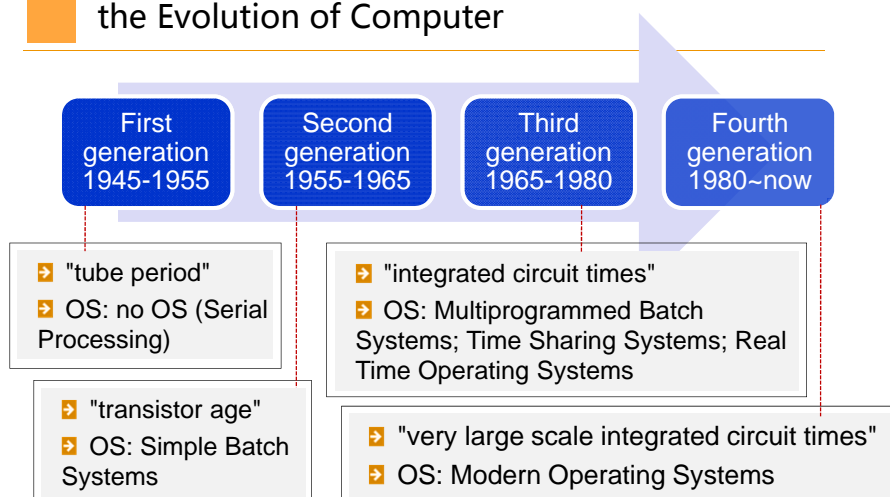 the Evolution of Computer
First
generation
1945-1955
Second
generation
1955-1965
Third
generation
1965-1980
Fourth
generation
1980~now
"tube period"
OS: no OS (Serial
Processing)
"transistor age"
OS: Simple Batch
Systems
"integrated circuit times"
OS: Multiprogrammed Batch
Systems; Time Sharing Systems; Real
Time Operating Systems
"very large scale integrated circuit times"
OS: Modern Operating Systems